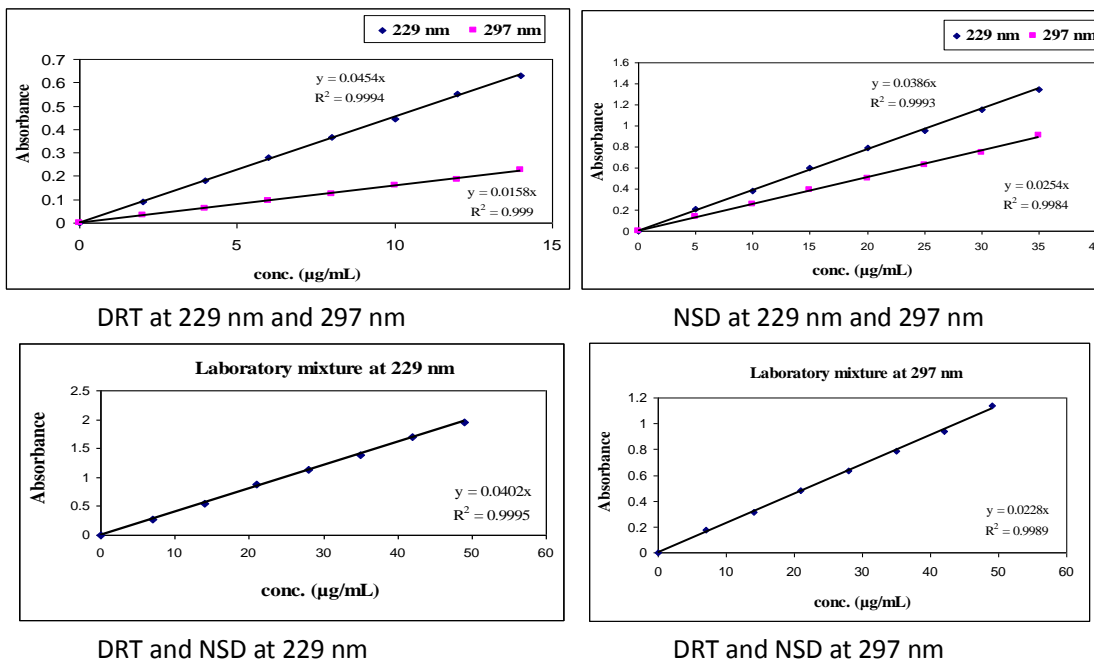 229 nm 297 nm
0.7
0.6
0.5
0.4
0.3
0.2
0.1
0
Absorbance
y = 0.0454x
R² = 0.9994
y = 0.0158x
R² = 0.999
0 5 10 15
conc. (µg/mL)
DRT at 229 nm and 297 nm
229 nm 297 nm
1.6
1.4
1.2
1
0.8
0.6
0.4
0.2
0
Absorbance
y = 0.0386x
R² = 0.9993
y = 0.0254x
R² = 0.9984
0 5 10 15 20 25 30 35
conc. (µg/mL)
NSD at 229 nm and 297 nm
Laboratory mixture at 229 nm
2.5
2
1.5
1
0.5
0
Absorbance
y = 0.0402x
R² = 0.9995
0 10 20 30 40 50 60
conc. (µg/mL)
DRT and NSD at 229 nm
Laboratory mixture at 297 nm
1.2
1
0.8
0.6
0.4
0.2
0
Absorbance
y = 0.0228x
R² = 0.9989
0 10 20 30 40 50 60
conc. (µg/mL)
DRT and NSD at 297 nm